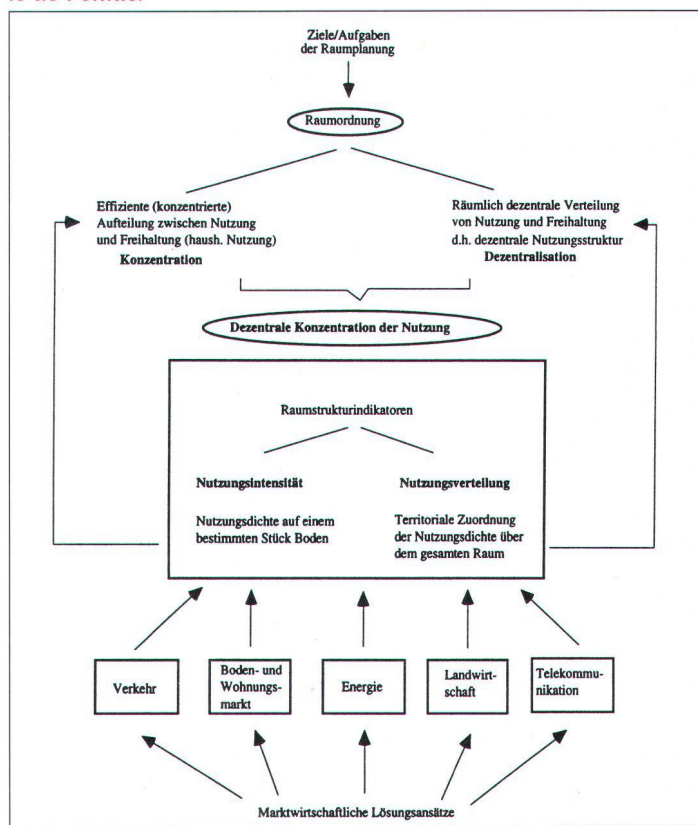 Ziele/Aufgaben
der Raumplanung
Raumordnung
Effiziente (konzentrierte)
Aufteilung zwischen Nutzung
und Freihaltung (haush. Nutzung)
Konzentration
Räumlich dezentrale Verteilung
von Nutzung und Freihaltung
d.h. dezentrale Nutzungsstruktur
Dezentralisation
Dezentrale Konzentration der Nutzung
Raumstrukturindikatoren
Nutzungsintensität
Nutzungsdichte auf einem
bestimmten Stück Boden
Nutzungsverteilung
Territoriale Zuordnung
der Nutzungsdichte über
dem gesamten Raum
Verkehr
Boden- und
Wohnungs-
markt
Energie
Landwirt-
schaft
Telekommu-
nikation
Marktwirtschaftliche Lösungsansätze